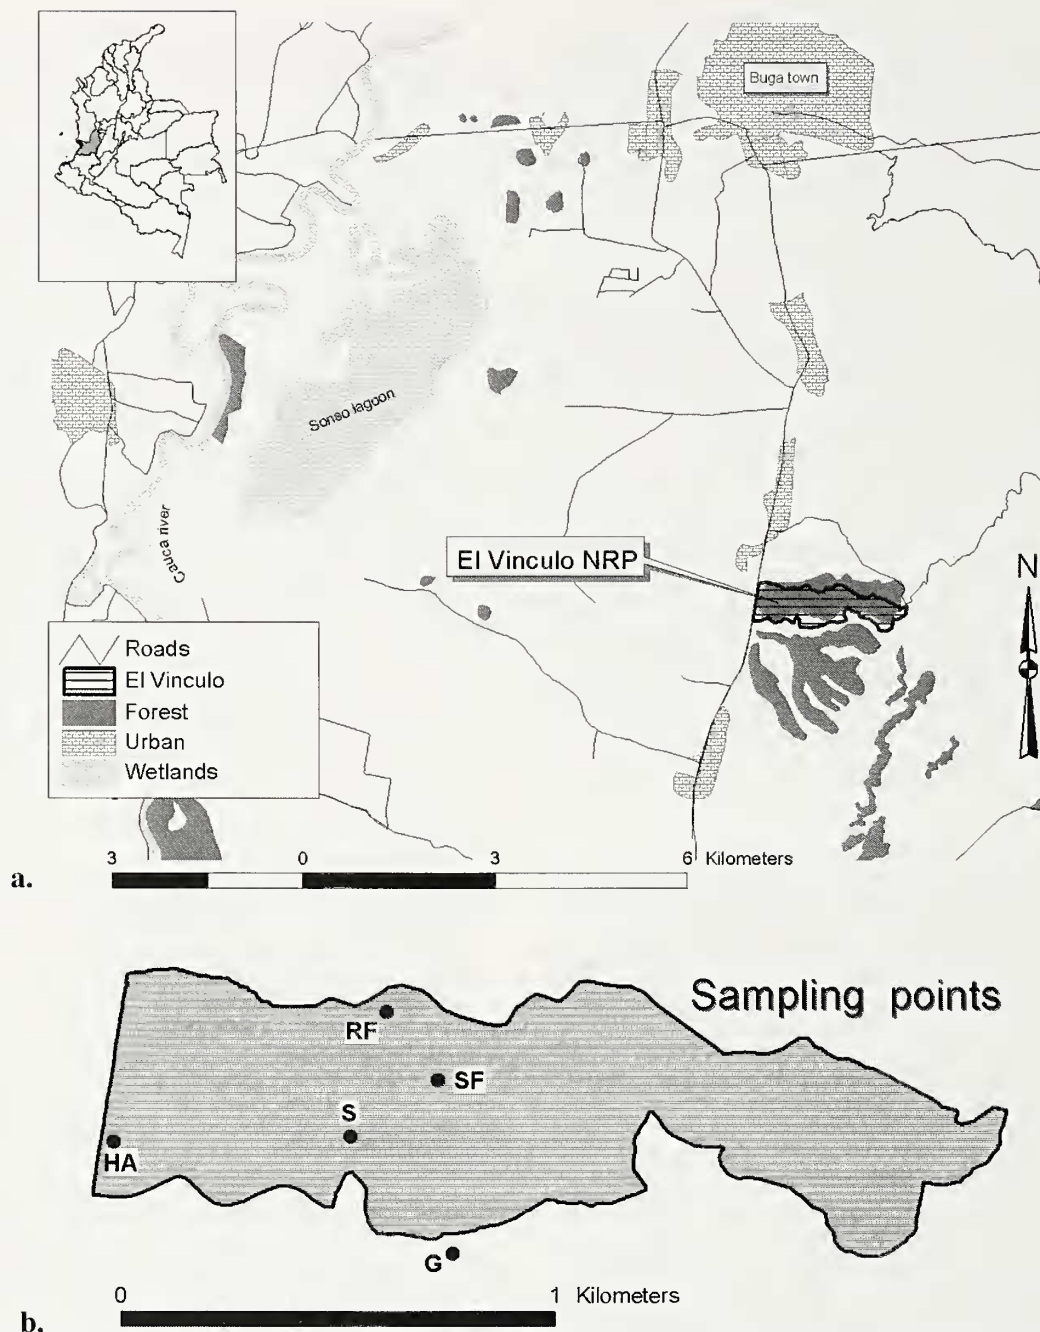 Buga town
Sonso lagoon
Cauca river
El Vinculo NRP
N
Roads
El Vinculo
Forest
Urban
Wetlands
3 0 3 6 Kilometers
a.
Sampling points
RF
SF
S
HA
G
0 1 Kilometers
b.